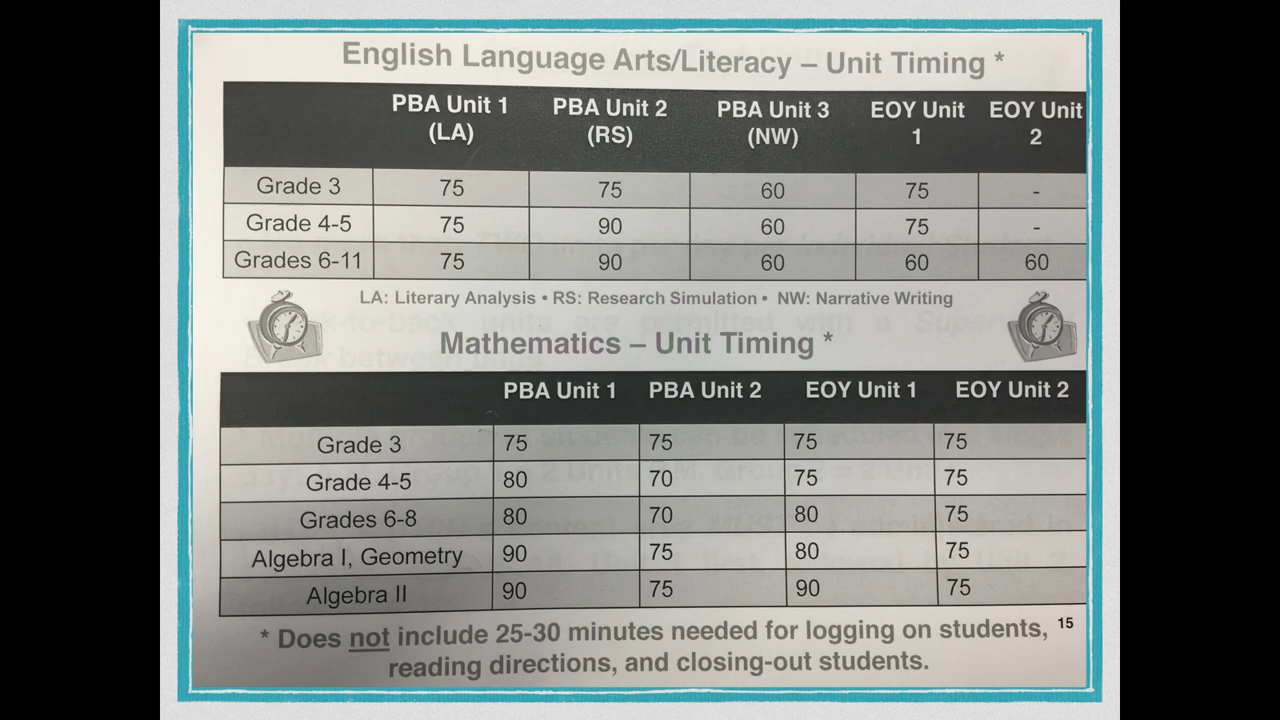 English Language Arts/Literacy – Unit Timing *
PBA Unit 1 (LA) PBA Unit 2 (RS) PBA Unit 3 (NW) EOY Unit 1 EOY Unit 2
Grade 3 75 75 60 75 -
Grade 4-5 75 90 60 75 -
Grades 6-11 75 90 60 60 60
LA: Literary Analysis • RS: Research Simulation • NW: Narrative Writing
Mathematics – Unit Timing *
PBA Unit 1 PBA Unit 2 EOY Unit 1 EOY Unit 2
Grade 3 75 75 75 75
Grade 4-5 80 70 75 75
Grades 6-8 80 70 80 75
Algebra I, Geometry 90 75 80 75
Algebra II 90 75 90 75
* Does not include 25-30 minutes needed for logging on students, 15
reading directions, and closing-out students.